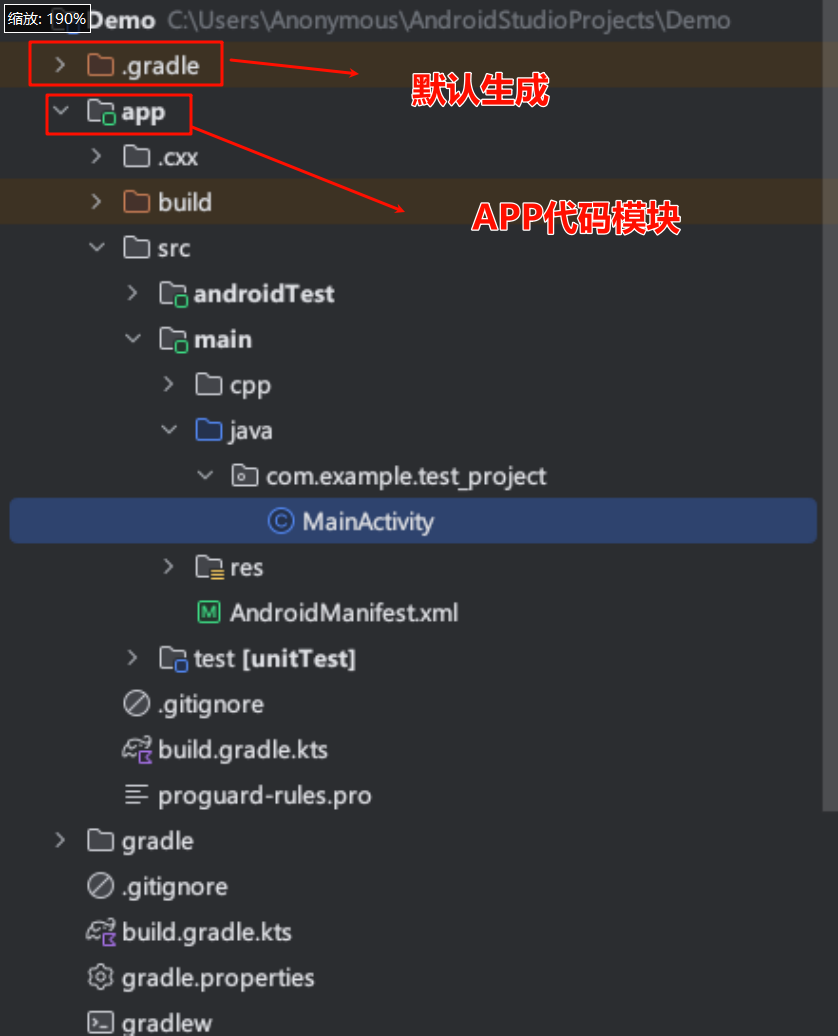 缩放: 190%
Demo C:\Users\Anonymous\AndroidStudioProjects\Demo
.gradle
默认生成
app
.cxx
build
APP代码模块
src
androidTest
main
cpp
java
com.example.test_project
MainActivity
res
AndroidManifest.xml
test [unitTest]
.gitignore
build.gradle.kts
proguard-rules.pro
gradle
.gitignore
build.gradle.kts
gradle.properties
gradlew